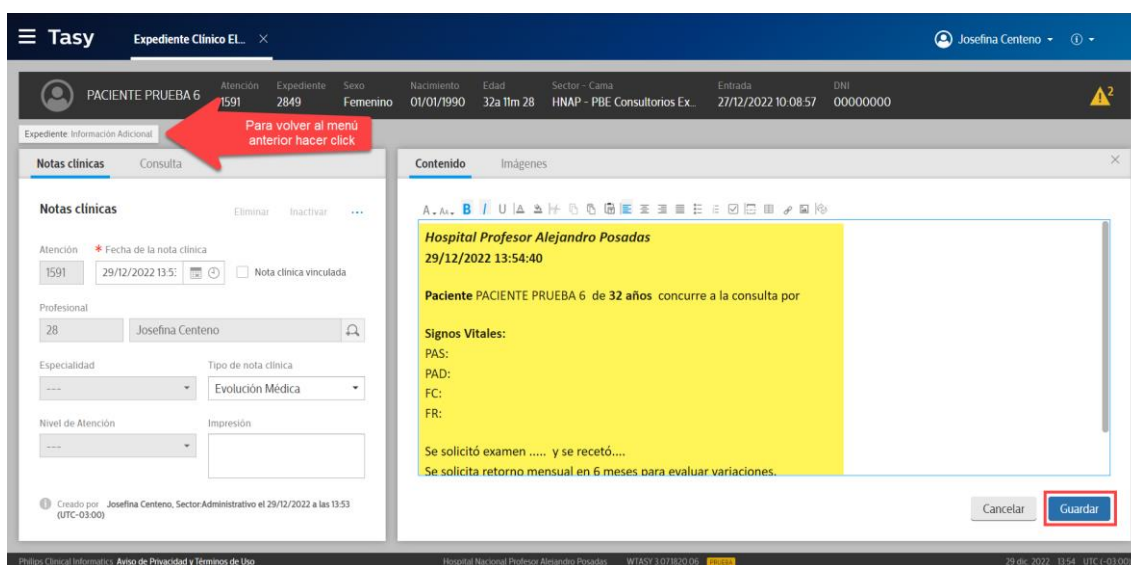 Tasy Expediente Clínico El... × Josefina Centeno
PACIENTE PRUEBA 6
Atención Expediente Sexo Nacimiento Edad Sector - Cama Entrada DNI
1591 2849 Femenino 01/01/1990 32a 11m 28 HNAP - PBE Consultorios Ex... 27/12/2022 10:08:57 00000000
2
Expediente Información Adicional
Para volver al menú
anterior hacer click
Notas clínicas Consulta
Notas clínicas
Eliminar Inactivar ...
Atención * Fecha de la nota clínica
1591 29/12/2022 13:5: Nota clínica vinculada
Profesional
28 Josefina Centeno
Especialidad Tipo de nota clínica
--- Evolución Médica
Nivel de Atención Impresión
---
Creado por Josefina Centeno, Sector:Administrativo el 29/12/2022 a las 13:53
(UTC-03:00)
Contenido Imágenes ×
B I U A
Hospital Profesor Alejandro Posadas
29/12/2022 13:54:40
Paciente PACIENTE PRUEBA 6 de 32 años concurre a la consulta por
Signos Vitales:
PAS:
PAD:
FC:
FR:
Se solicitó examen ..... y se recetó....
Se solicita retorno mensual en 6 meses para evaluar variaciones.
Cancelar Guardar
Philips Clinical Informatics Aviso de Privacidad y Términos de Uso Hospital Nacional Profesor Alejandro Posadas PRUEBA 29 dic. 2022 13:54 UTC (-03:00)